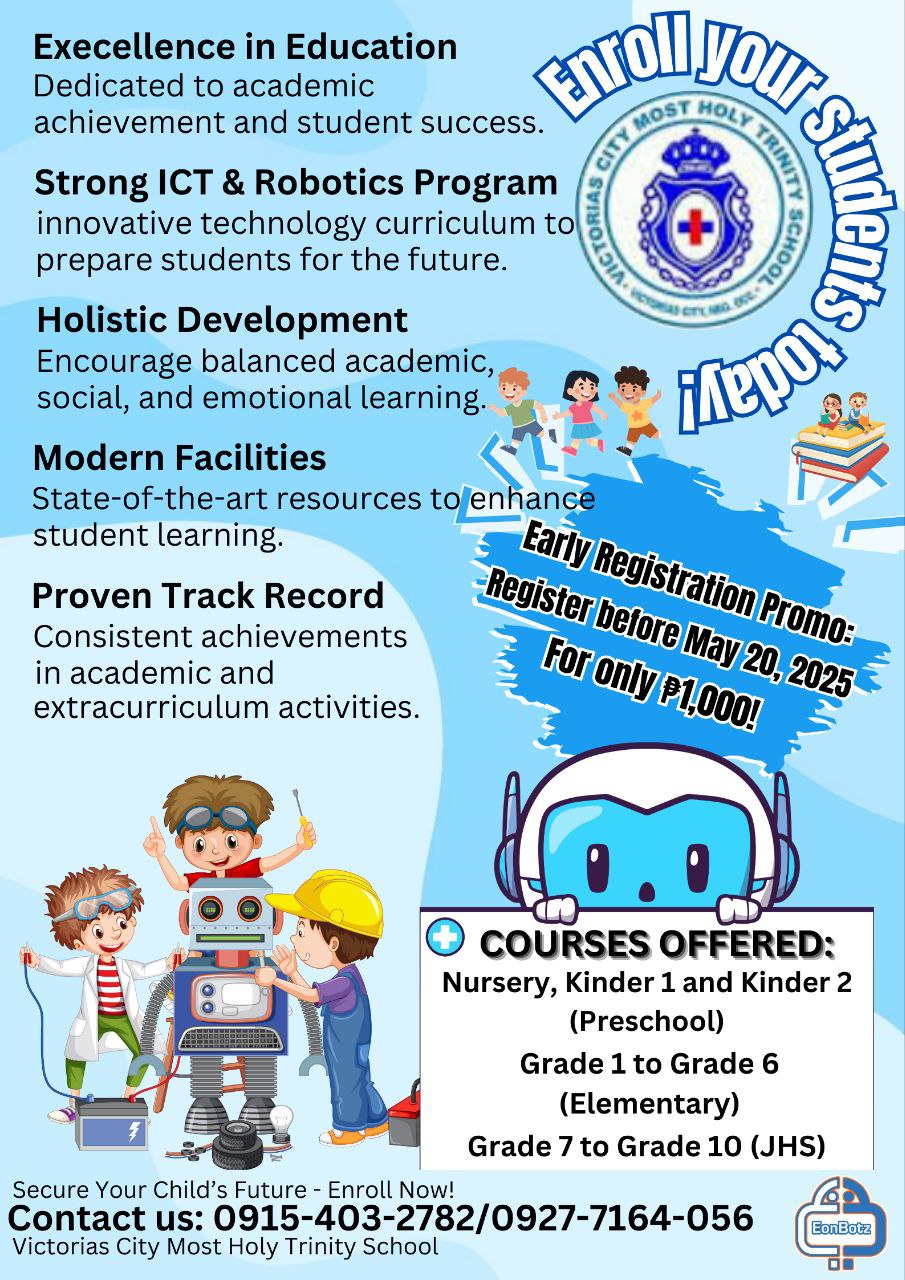 Execellence in Education
Dedicated to academic
achievement and student success.
Strong ICT & Robotics Program
innovative technology curriculum to
prepare students for the future.
Holistic Development
Encourage balanced academic,
social, and emotional learning.
Modern Facilities
State-of-the-art resources to enhance
student learning.
Proven Track Record
Consistent achievements
in academic and
extracurriculum activities.
Enroll your students today!
VICTORIAS CITY MOST HOLY TRINITY SCHOOL
VICTORIAS CITY, NEG. OCC.
Early Registration Promo:
Register before May 20, 2025
For only ₱1,000!
COURSES OFFERED:
Nursery, Kinder 1 and Kinder 2
(Preschool)
Grade 1 to Grade 6
(Elementary)
Grade 7 to Grade 10 (JHS)
Secure Your Child's Future - Enroll Now!
Contact us: 0915-403-2782/0927-7164-056
Victorias City Most Holy Trinity School
EonBotz